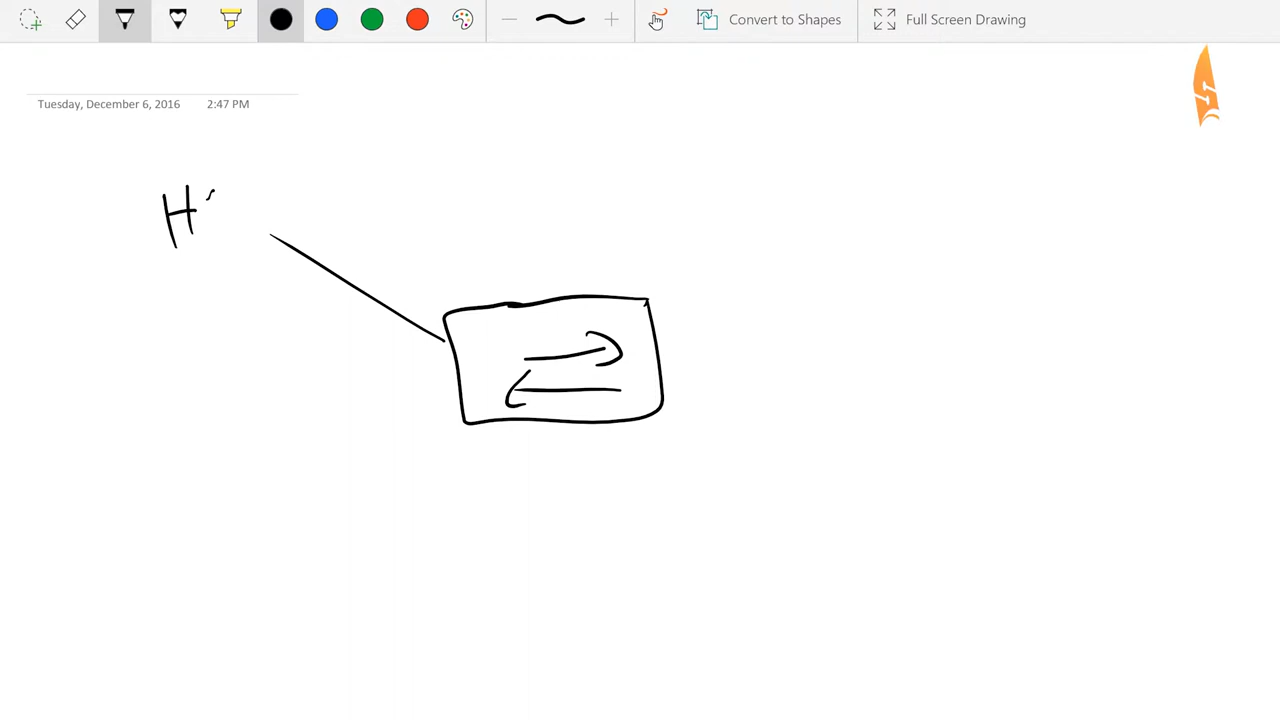 Convert to Shapes
Full Screen Drawing
Tuesday, December 6, 2016 2:47 PM
H